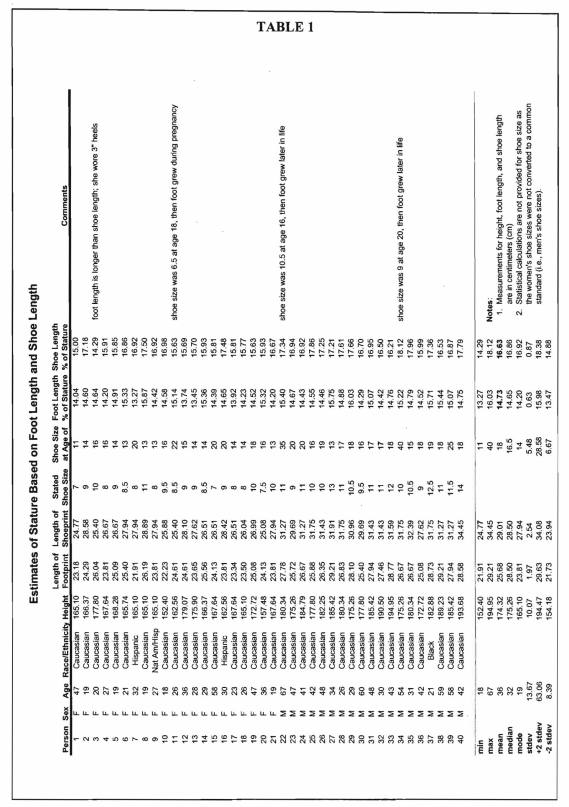 TABLE 1
Estimates of Stature Based on Foot Length and Shoe Length
Length of Length of Stated Shoe Size Foot Length Shoe Length
Person Sex Age Race/Ethnicity Height Footprint Shoeprint Shoe Size at Age of % of Stature % of Stature Comments
1 F 47 Caucasian 165.10 23.18 24.77 7 11 14.04 15.00
2 F 19 Caucasian 166.37 24.29 28.58 9 14 14.60 17.18
3 F 20 Caucasian 177.80 26.04 25.40 10 16 14.64 14.29 foot length is longer than shoe length; she wore 3" heels
4 F 27 Caucasian 167.64 23.81 26.67 8 16 14.20 15.91
5 F 19 Caucasian 168.28 25.09 26.67 9 14 14.91 15.85
6 F 21 Caucasian 165.74 25.40 27.94 8.5 13 15.33 16.86
7 F 32 Hispanic 165.10 21.91 27.94 8 20 13.27 16.92
8 F 19 Caucasian 165.10 26.19 28.89 11 13 15.87 17.50
9 F 27 Nat Am/Hisp 165.10 23.81 27.94 8 13 14.42 16.92
10 F 18 Caucasian 152.40 22.23 25.88 9.5 16 14.58 16.98
11 F 26 Caucasian 162.56 24.61 25.40 8.5 22 15.14 15.63 shoe size was 6.5 at age 18, then foot grew during pregnancy
12 F 36 Caucasian 179.07 24.61 28.10 9 15 13.74 15.69
13 F 28 Caucasian 175.90 23.65 27.62 9 14 13.45 15.70
14 F 29 Caucasian 166.37 25.56 26.51 8.5 14 15.36 15.93
15 F 58 Caucasian 167.64 24.13 26.51 7 20 14.39 15.81
16 F 30 Hispanic 162.56 23.81 28.42 9 20 14.65 17.48
17 F 23 Caucasian 167.64 23.34 26.51 8 14 13.92 15.81
18 F 26 Caucasian 165.10 23.50 26.04 8 14 14.23 15.77
19 F 47 Caucasian 172.72 25.08 26.99 10 18 14.52 15.63
20 F 36 Caucasian 157.48 24.13 25.08 7.5 16 15.32 15.93
21 F 19 Caucasian 167.64 23.81 27.94 10 13 14.20 16.67
22 M 67 Caucasian 180.34 27.78 31.27 11 35 15.40 17.34 shoe size was 10.5 at age 16, then foot grew later in life
23 M 47 Caucasian 175.26 25.72 29.69 9 20 14.67 16.94
24 M 41 Caucasian 184.79 26.67 31.27 11 20 14.43 16.92
25 M 42 Caucasian 177.80 25.88 31.75 10 16 14.55 17.86
26 M 48 Caucasian 182.25 26.35 31.43 10 19 14.46 17.25
27 M 34 Caucasian 185.42 29.21 31.91 13 13 15.75 17.21
28 M 26 Caucasian 180.34 26.83 31.75 11 17 14.88 17.61
29 M 29 Caucasian 175.26 28.10 30.96 10.5 18 16.03 17.66
30 M 60 Caucasian 177.80 25.40 29.69 9.5 16 14.29 16.70
31 M 48 Caucasian 185.42 27.94 31.43 11 17 15.07 16.95
32 M 30 Caucasian 190.50 27.46 31.43 11 17 14.42 16.50
33 M 43 Caucasian 194.95 28.77 31.59 12 18 14.76 16.21
34 M 54 Caucasian 175.26 26.67 31.75 10 40 15.22 18.12 shoe size was 9 at age 20, then foot grew later in life
35 M 31 Caucasian 180.34 26.67 32.39 10.5 15 14.79 17.96
36 M 42 Caucasian 172.72 25.08 27.62 9 18 14.52 15.99
37 M 21 Black 182.88 28.73 31.75 12.5 19 15.71 17.36
38 M 59 Caucasian 189.23 29.21 31.27 11 18 15.44 16.53
39 M 58 Caucasian 185.42 27.94 31.27 11.5 25 15.07 16.87
40 M 42 Caucasian 193.68 28.58 34.45 14 18 14.75 17.79
min 18 152.40 21.91 24.77 11 13.27 14.29 Notes:
max 67 194.95 29.21 34.45 40 16.03 18.12 1. Measurements for height, foot length, and shoe length
mean 36 174.32 25.68 29.01 18 14.73 16.63 are in centimeters (cm)
median 32 175.26 28.50 28.50 16.5 14.65 16.86 2. Statistical calculations are not provided for shoe size as
mode 19 165.10 23.81 27.94 16 14.20 16.92 the women's shoe sizes were not converted to a common
stdev 13.67 10.07 1.97 2.54 5.48 0.63 0.87 standard (i.e., men's shoe sizes).
+2 stdev 63.06 194.47 29.63 34.08 28.58 15.98 18.38
-2 stdev 8.39 154.18 21.73 23.94 6.67 13.47 14.88